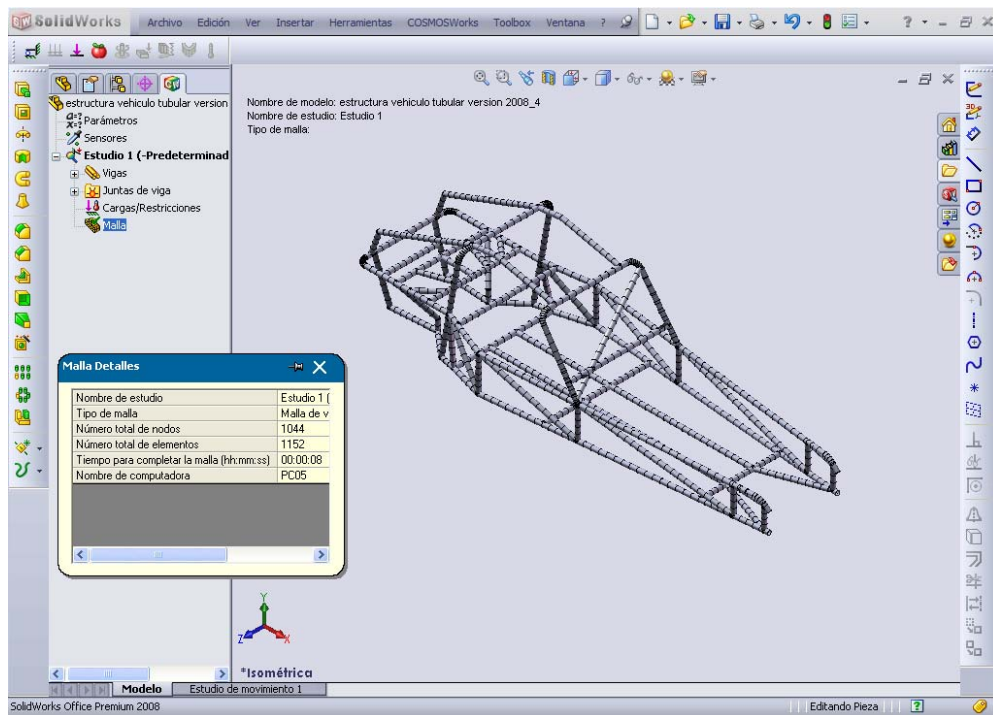 SolidWorks Archivo Edición Ver Insertar Herramientas COSMOSWorks Toolbox Ventana ?
estructura vehiculo tubular version
Parámetros
Sensores
Estudio 1 (-Predeterminad
Vigas
Juntas de viga
Cargas/Restricciones
Malla
Nombre de modelo: estructura vehiculo tubular version 2008_4
Nombre de estudio: Estudio 1
Tipo de malla:
Malla Detalles
Nombre de estudio Estudio 1 (
Tipo de malla Malla de v
Número total de nodos 1044
Número total de elementos 1152
Tiempo para completar la malla (hh:mm:ss) 00:00:08
Nombre de computadora PC05
Y
Z X
*Isométrica
Modelo Estudio de movimiento 1
SolidWorks Office Premium 2008 Editando Pieza